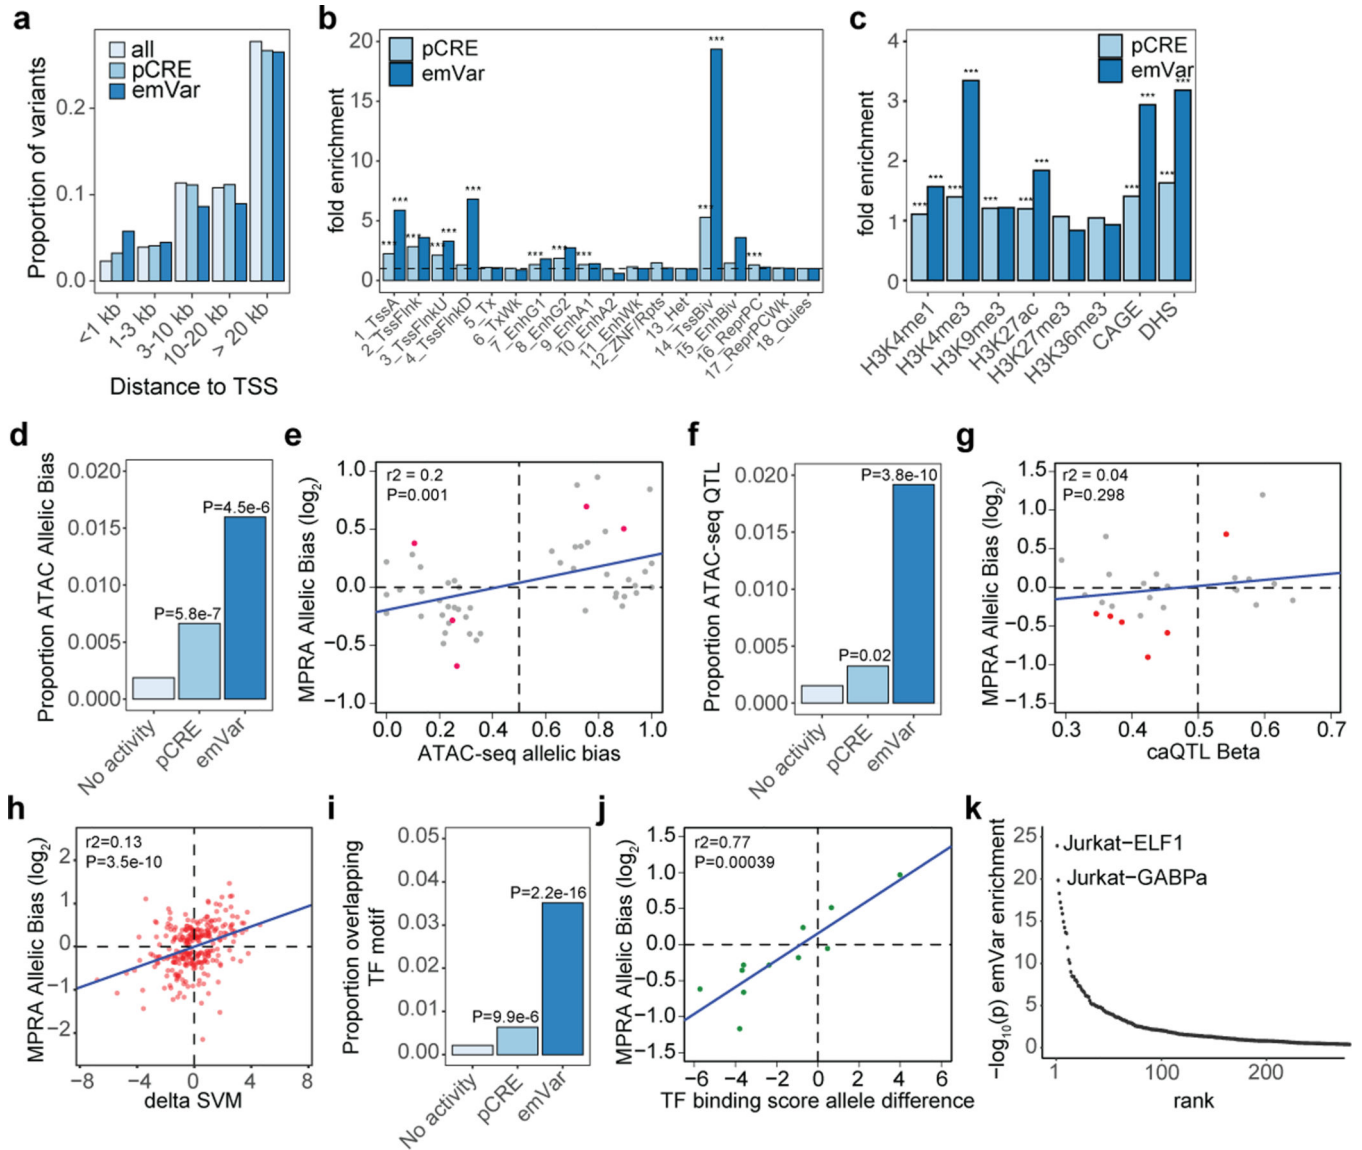 a
all
pCRE
emVar
Proportion of variants
0.2
0.1
0.0
<1 kb
1-3 kb
3-10 kb
10-20 kb
> 20 kb
Distance to TSS
b
pCRE
emVar
fold enrichment
20
15
10
5
0
***
***
***
***
***
***
***
***
***
***
***
1_TssA
2_TssFlnk
3_TssFlnkU
4_TssFlnkD
5_Tx
6_TxWk
7_EnhG1
8_EnhG2
9_EnhA1
10_EnhA2
11_EnhWk
12_ZNF/Rpts
13_Het
14_TssBiv
15_EnhBiv
16_ReprPC
17_ReprPCWk
18_Quies
c
pCRE
emVar
fold enrichment
4
3
2
1
0
***
***
***
***
***
***
***
***
***
***
***
H3K4me1
H3K4me3
H3K9me3
H3K27ac
H3K27me3
H3K36me3
CAGE
DHS
d
Proportion ATAC Allelic Bias
0.020
0.015
0.010
0.005
0.000
P=5.8e-7
P=4.5e-6
No activity
pCRE
emVar
e
MPRA Allelic Bias (log2)
1.0
0.5
0.0
−0.5
−1.0
r2 = 0.2
P=0.001
0.0
0.2
0.4
0.6
0.8
1.0
ATAC-seq allelic bias
f
Proportion ATAC-seq QTL
0.020
0.015
0.010
0.005
0.000
P=0.02
P=3.8e-10
No activity
pCRE
emVar
g
MPRA Allelic Bias (log2)
1.5
1.0
0.5
0.0
−0.5
−1.0
−1.5
r2 = 0.04
P=0.298
0.3
0.4
0.5
0.6
0.7
caQTL Beta
h
MPRA Allelic Bias (log2)
2
1
0
−1
−2
r2=0.13
P=3.5e-10
−8
−4
0
4
8
delta SVM
i
Proportion overlapping
TF motif
0.05
0.04
0.03
0.02
0.01
0.00
P=9.9e-6
P=2.2e-16
No activity
pCRE
emVar
j
MPRA Allelic Bias (log2)
1.5
1.0
0.5
0.0
−0.5
−1.0
−1.5
r2=0.77
P=0.00039
−6
−4
−2
0
2
4
6
TF binding score allele difference
k
−log10(p) emVar enrichment
25
20
15
10
5
0
Jurkat−ELF1
Jurkat−GABPa
1
100
200
rank